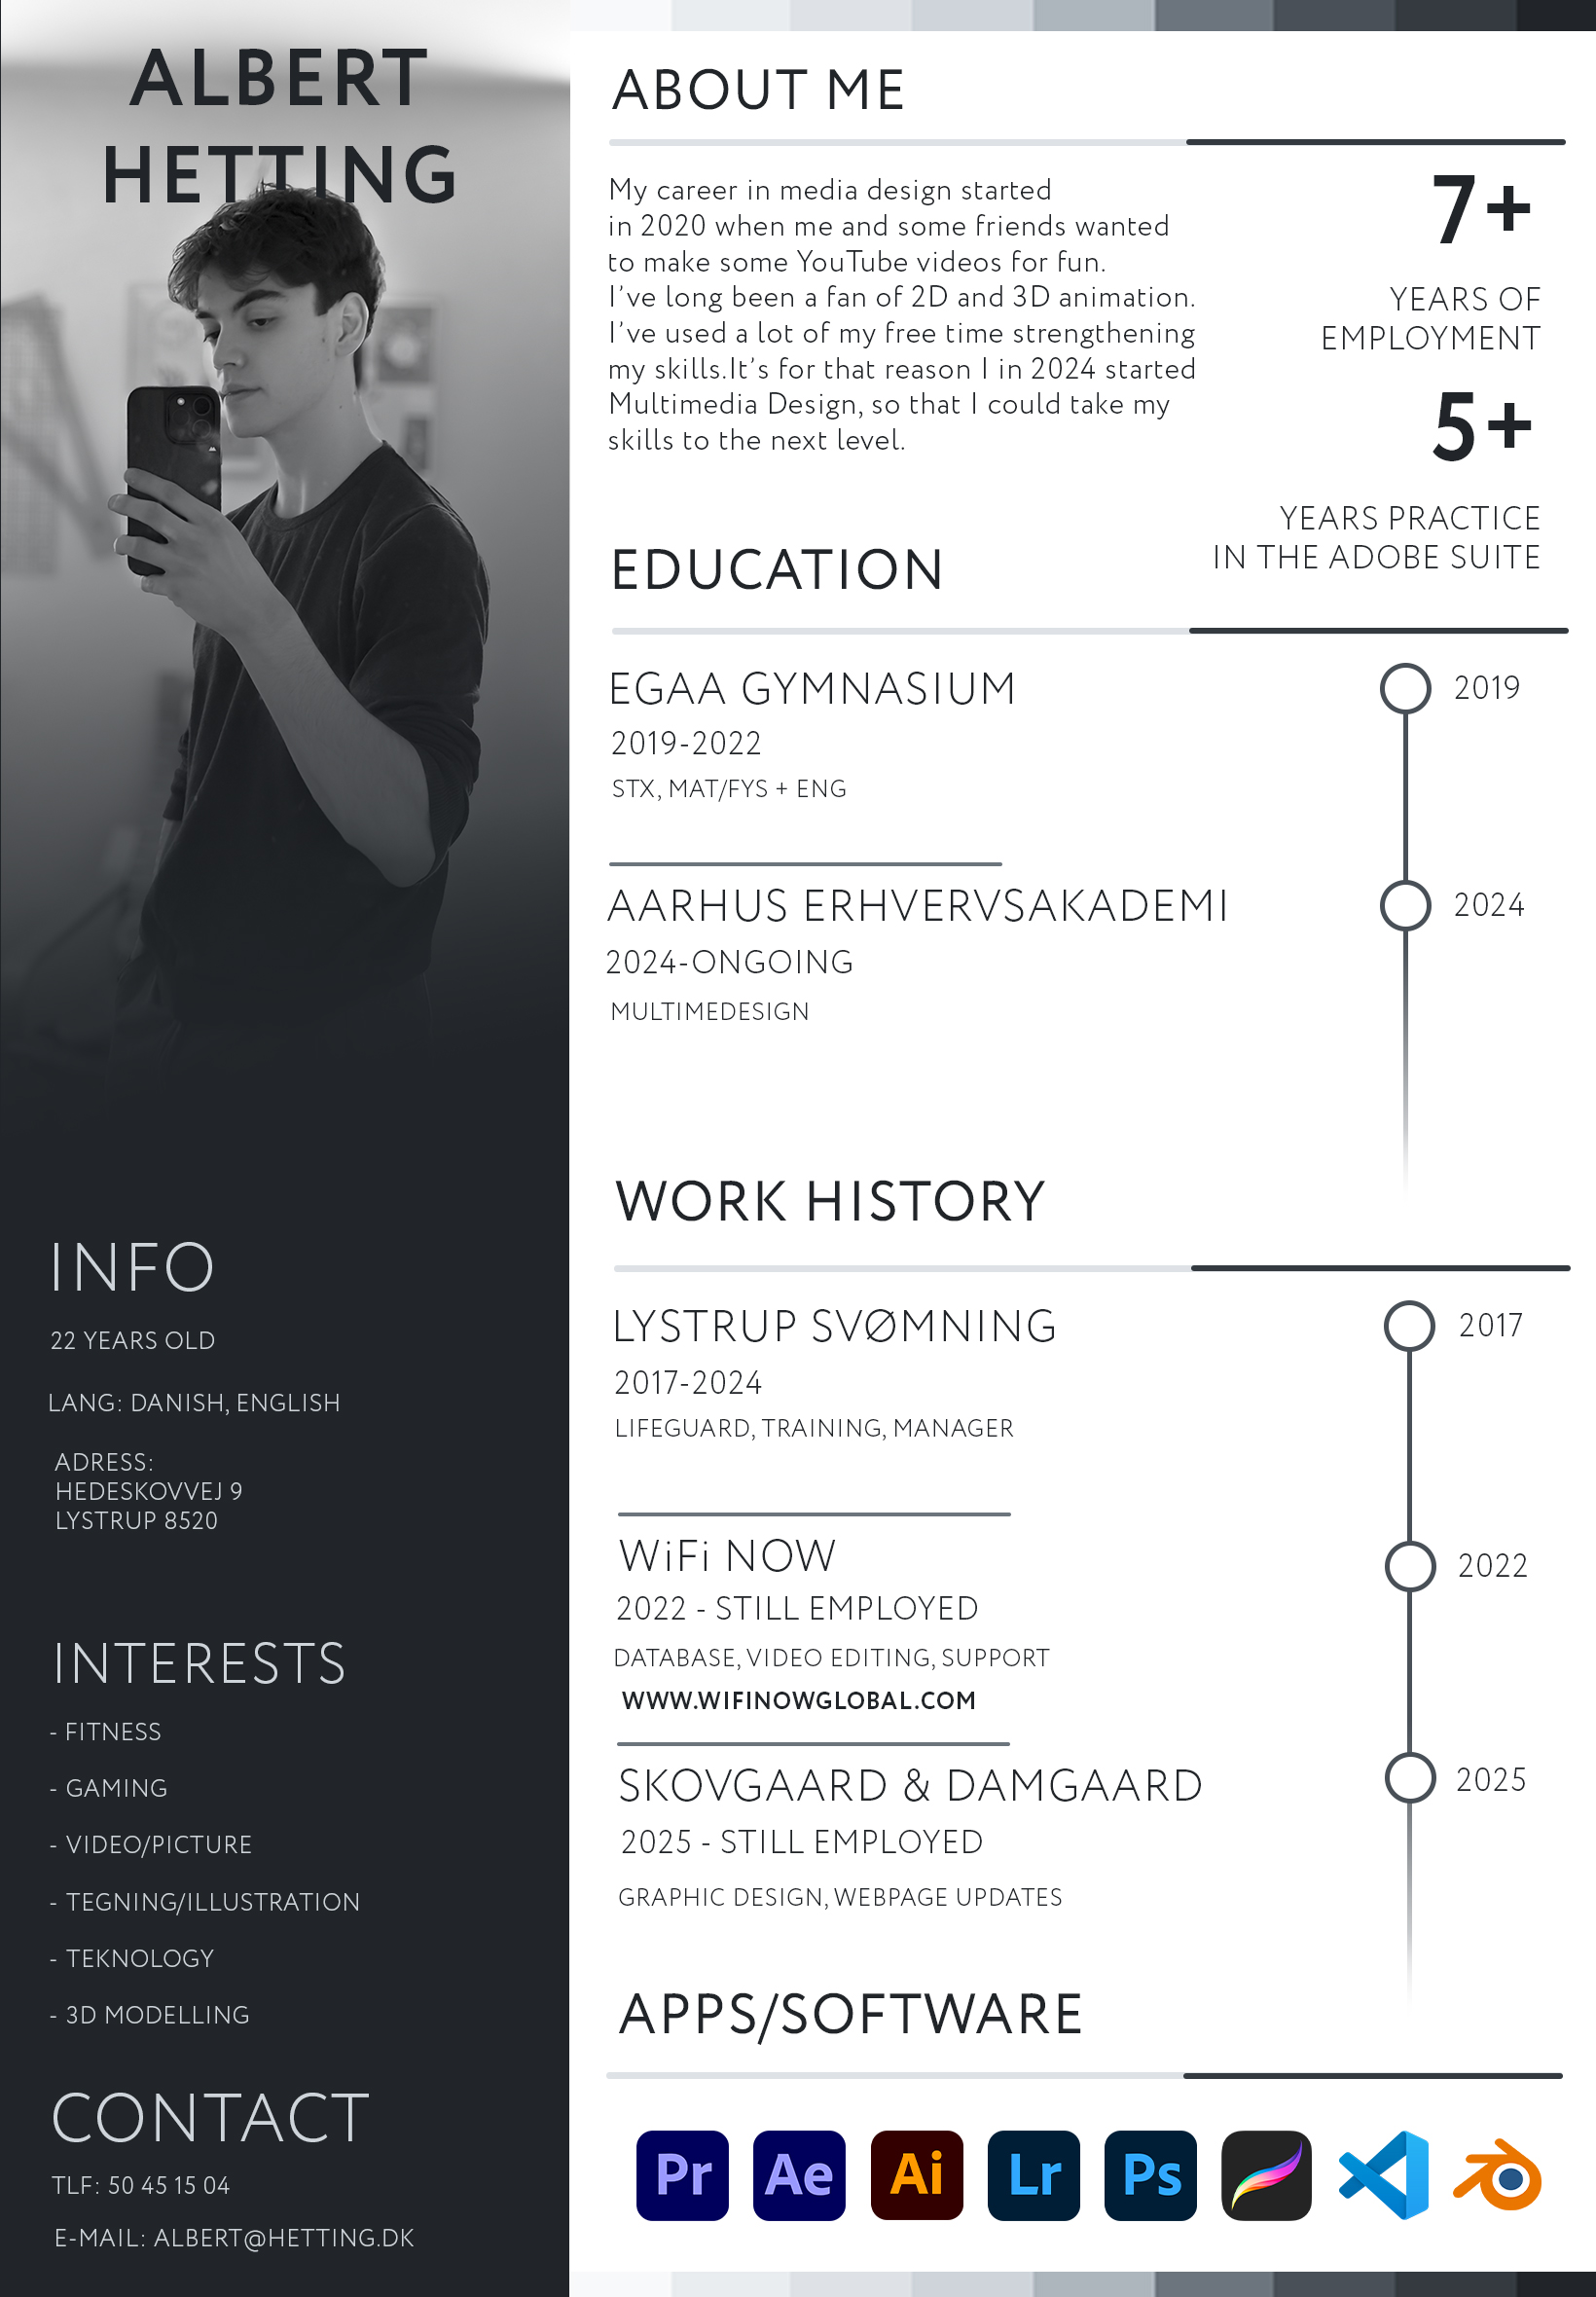 ALBERT
HETTING
INFO
22 YEARS OLD
LANG: DANISH, ENGLISH
ADRESS:
HEDESKOVVEJ 9
LYSTRUP 8520
INTERESTS
- FITNESS
- GAMING
- VIDEO/PICTURE
- TEGNING/ILLUSTRATION
- TEKNOLOGY
- 3D MODELLING
CONTACT
TLF: 50 45 15 04
E-MAIL: ALBERT@HETTING.DK
ABOUT ME
My career in media design started
in 2020 when me and some friends wanted
to make some YouTube videos for fun.
I've long been a fan of 2D and 3D animation.
I've used a lot of my free time strengthening
my skills.It's for that reason I in 2024 started
Multimedia Design, so that I could take my
skills to the next level.
7+
YEARS OF
EMPLOYMENT
5+
YEARS PRACTICE
IN THE ADOBE SUITE
EDUCATION
EGAA GYMNASIUM
2019-2022
STX, MAT/FYS + ENG
2019
AARHUS ERHVERVSAKADEMI
2024-ONGOING
MULTIMEDESIGN
2024
WORK HISTORY
LYSTRUP SVØMNING
2017-2024
LIFEGUARD, TRAINING, MANAGER
2017
WiFi NOW
2022 - STILL EMPLOYED
DATABASE, VIDEO EDITING, SUPPORT
WWW.WIFINOWGLOBAL.COM
2022
SKOVGAARD & DAMGAARD
2025 - STILL EMPLOYED
GRAPHIC DESIGN, WEBPAGE UPDATES
2025
APPS/SOFTWARE
Pr Ae Ai Lr Ps